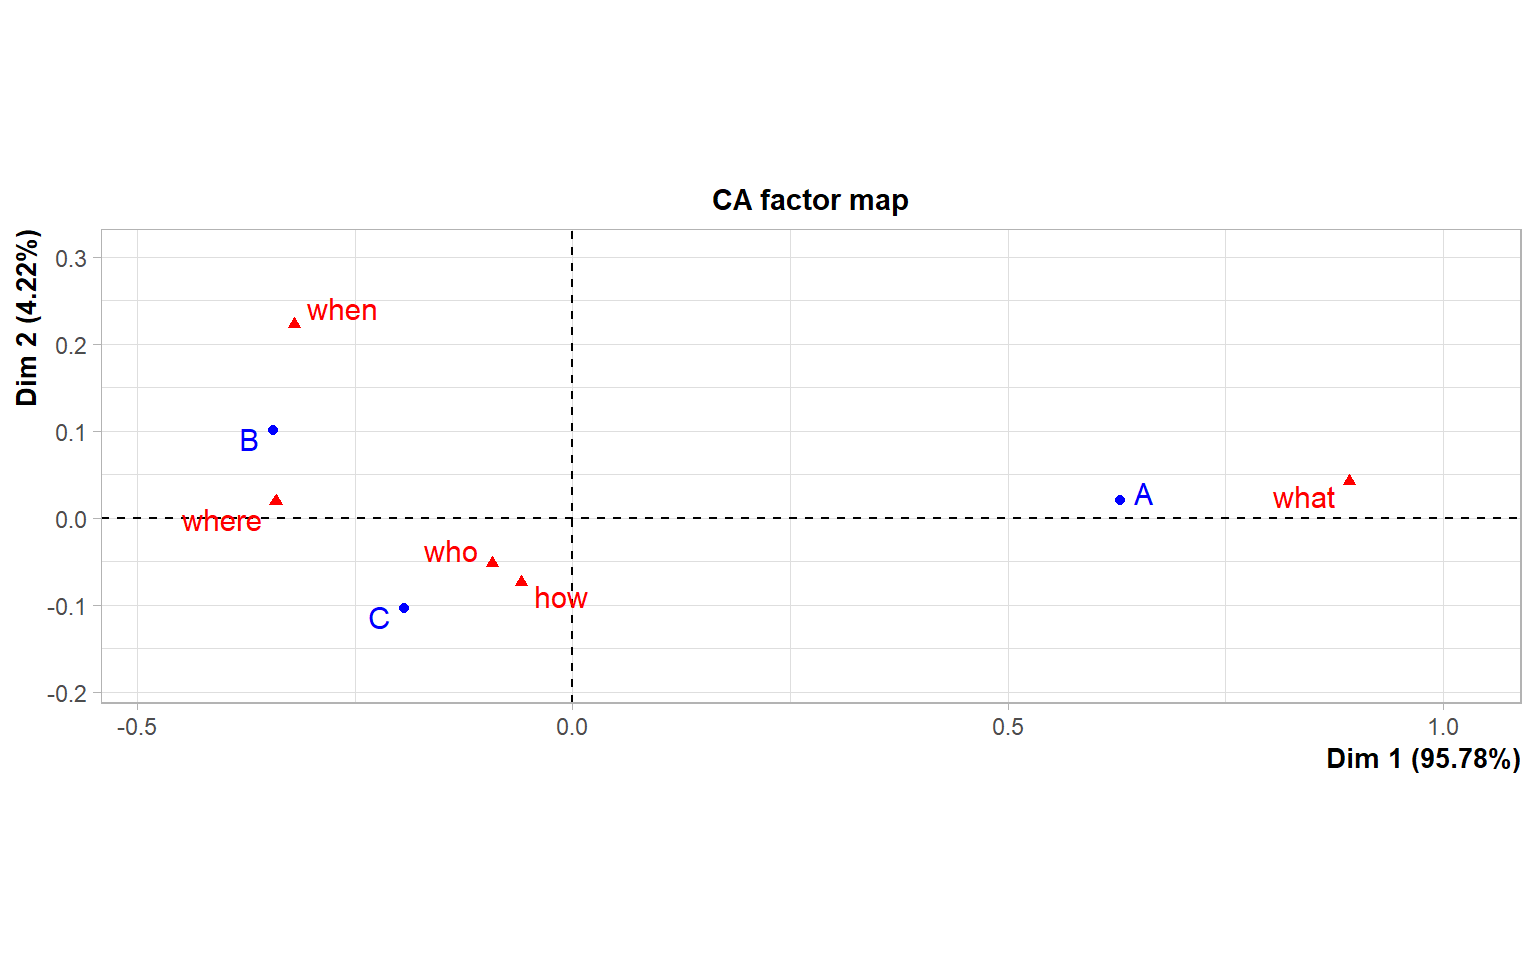 CA factor map
Dim 2 (4.22%)
0.3
0.2
0.1
0.0
-0.1
-0.2
when
B
where
who
how
C
A
what
-0.5
0.0
0.5
1.0
Dim 1 (95.78%)